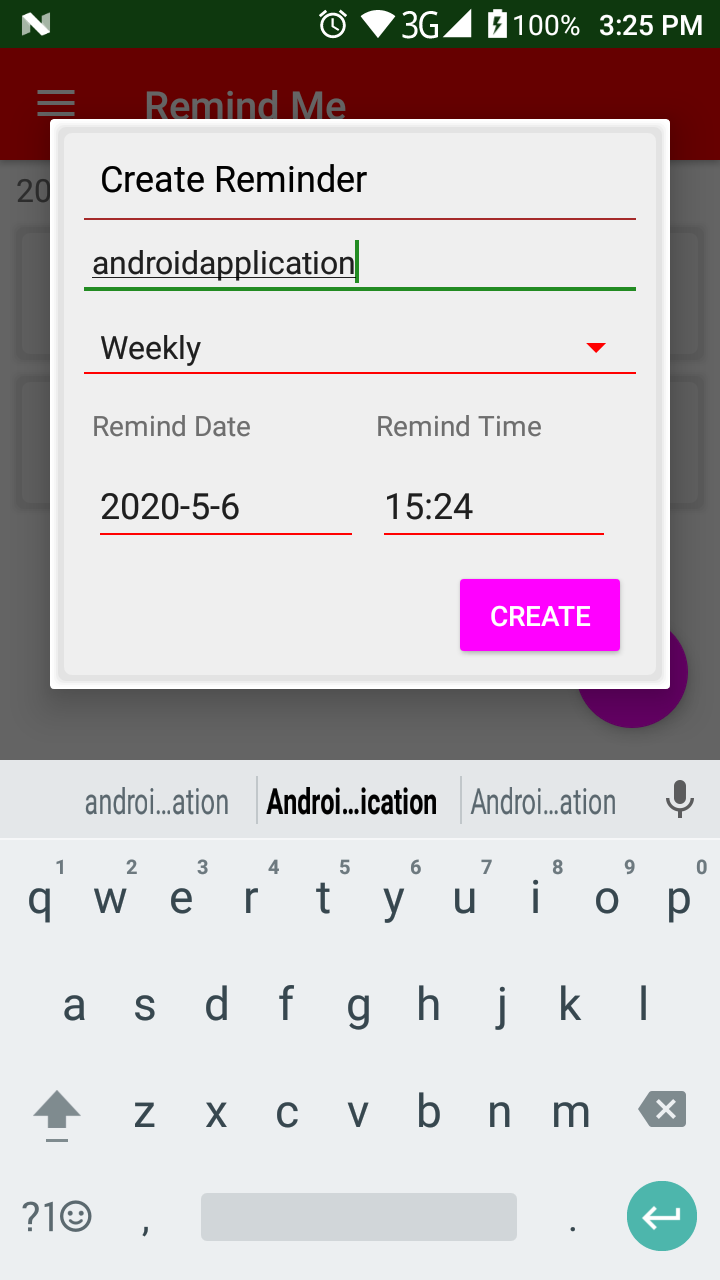 3G 100% 3:25 PM
Remind Me
20
Create Reminder
androidapplication
Weekly
Remind Date Remind Time
2020-5-6 15:24
CREATE
androi...ation Androi...ication Androi...ation
1 2 3 4 5 6 7 8 9 0
q w e r t y u i o p
a s d f g h j k l
z x c v b n m
?1☺ , .